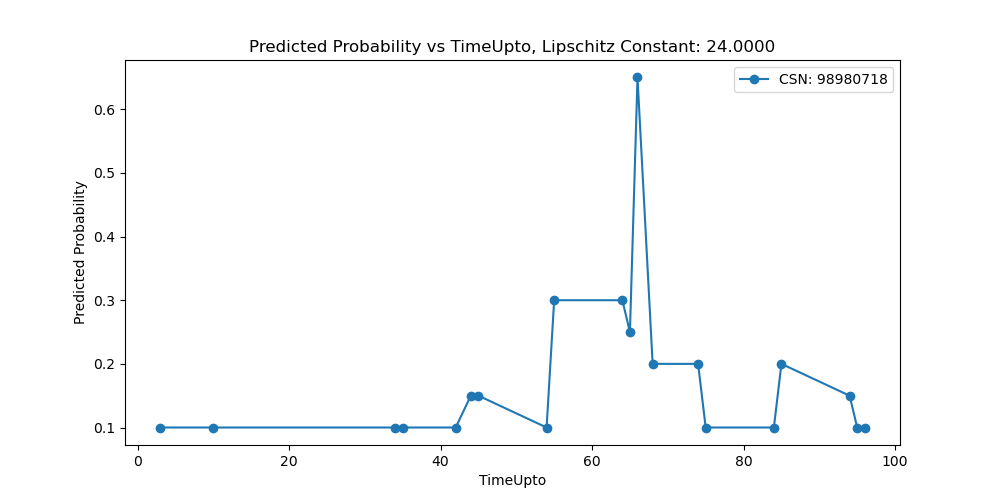 Predicted Probability vs TimeUpto, Lipschitz Constant: 24.0000
CSN: 98980718
Predicted Probability
0.6
0.5
0.4
0.3
0.2
0.1
0 20 40 60 80 100
TimeUpto